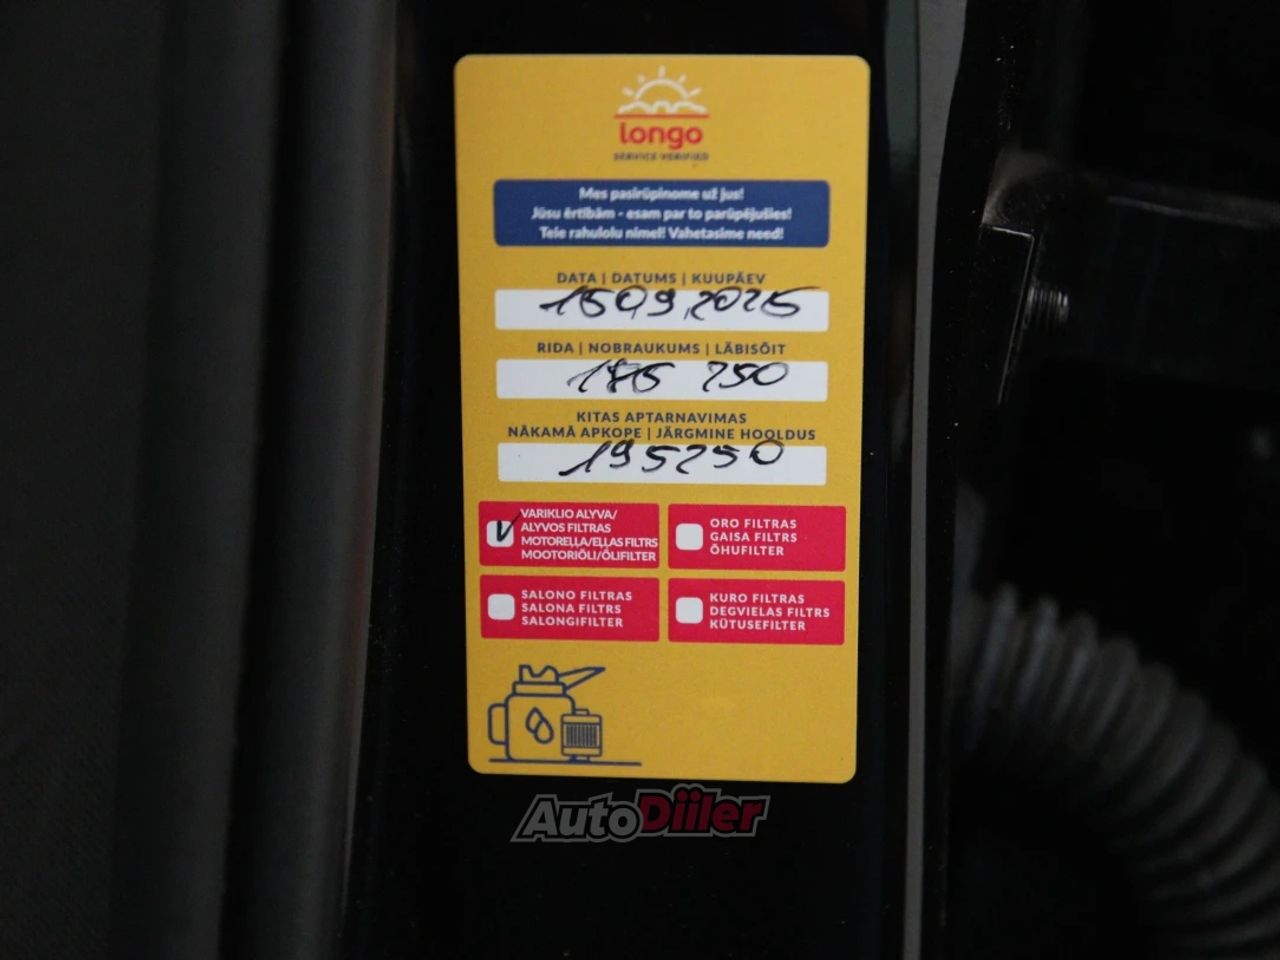 longo
SERVICE VERIFIED
Mes pasirūpinome už jus!
Jūsu ērtībām - esam par to parūpējušies!
Teie rahulolu nimel! Vahetasime need!
DATA | DATUMS | KUUPÄEV
15.09.2025
RIDA | NOBRAUKUMS | LÄBISÕIT
250
KITAS APTARNAVIMAS
NĀKAMĀ APKOPE | JÄRGMINE HOOLDUS
195250
VARIKLIO ALYVA/
ALYVOS FILTRAS
MOTOREĻĻA/EĻĻAS FILTRS
MOOTORIÕLI/ÕLIFILTER
ORO FILTRAS
GAISA FILTRS
ÕHUFILTER
SALONO FILTRAS
SALONA FILTRS
SALONGIFILTER
KURO FILTRAS
DEGVIELAS FILTRS
KÜTUSEFILTER
AutoDiiler